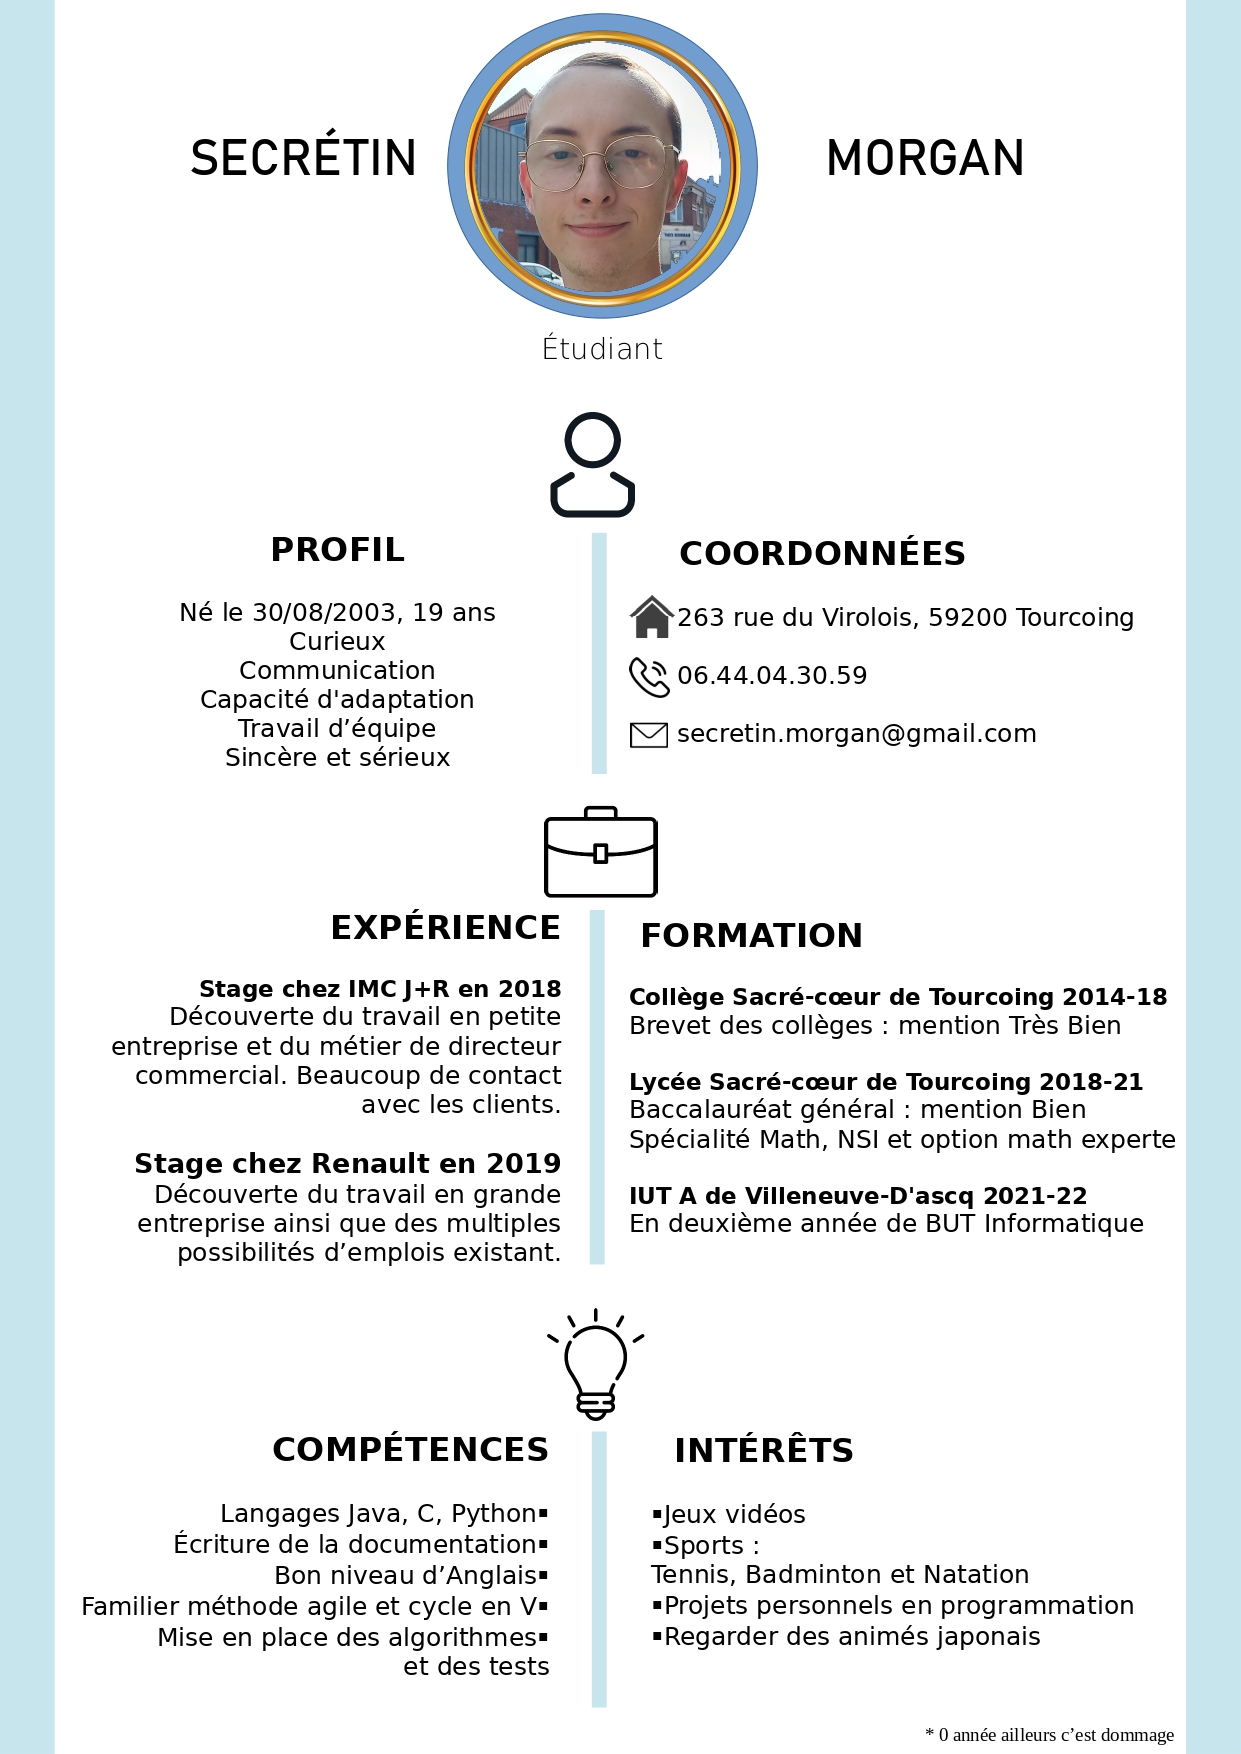 SECRÉTIN
MORGAN
Étudiant
PROFIL
Né le 30/08/2003, 19 ans
Curieux
Communication
Capacité d'adaptation
Travail d’équipe
Sincère et sérieux
COORDONNÉES
263 rue du Virolois, 59200 Tourcoing
06.44.04.30.59
secretin.morgan@gmail.com
EXPÉRIENCE
Stage chez IMC J+R en 2018
Découverte du travail en petite
entreprise et du métier de directeur
commercial. Beaucoup de contact
avec les clients.
Stage chez Renault en 2019
Découverte du travail en grande
entreprise ainsi que des multiples
possibilités d’emplois existant.
FORMATION
Collège Sacré-cœur de Tourcoing 2014-18
Brevet des collèges : mention Très Bien
Lycée Sacré-cœur de Tourcoing 2018-21
Baccalauréat général : mention Bien
Spécialité Math, NSI et option math experte
IUT A de Villeneuve-D'ascq 2021-22
En deuxième année de BUT Informatique
COMPÉTENCES
Langages Java, C, Python▪
Écriture de la documentation▪
Bon niveau d’Anglais▪
Familier méthode agile et cycle en V▪
Mise en place des algorithmes▪
et des tests
INTÉRÊTS
▪Jeux vidéos
▪Sports :
Tennis, Badminton et Natation
▪Projets personnels en programmation
▪Regarder des animés japonais
* 0 année ailleurs c’est dommage